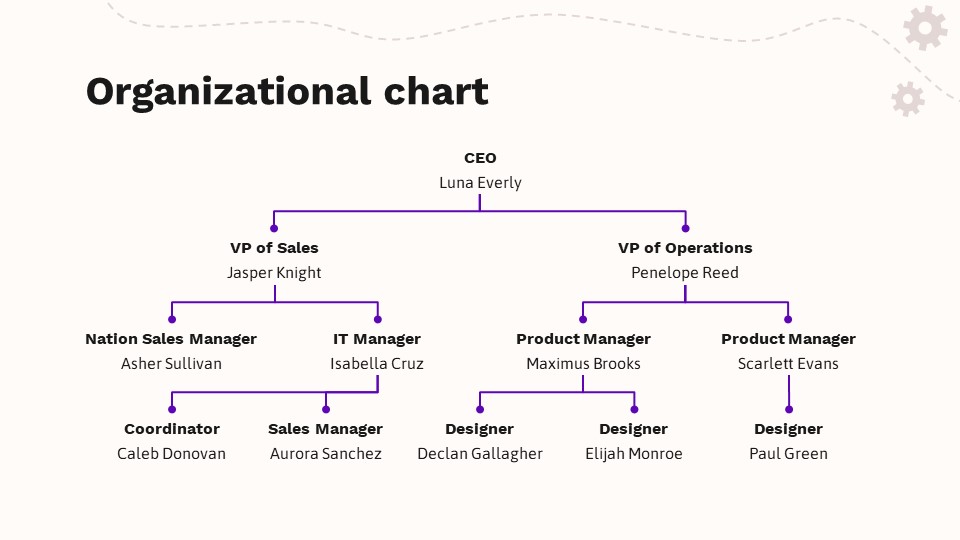 Organizational chart
CEO
Luna Everly
VP of Sales
Jasper Knight
VP of Operations
Penelope Reed
Nation Sales Manager
Asher Sullivan
IT Manager
Isabella Cruz
Product Manager
Maximus Brooks
Product Manager
Scarlett Evans
Coordinator
Caleb Donovan
Sales Manager
Aurora Sanchez
Designer
Declan Gallagher
Designer
Elijah Monroe
Designer
Paul Green